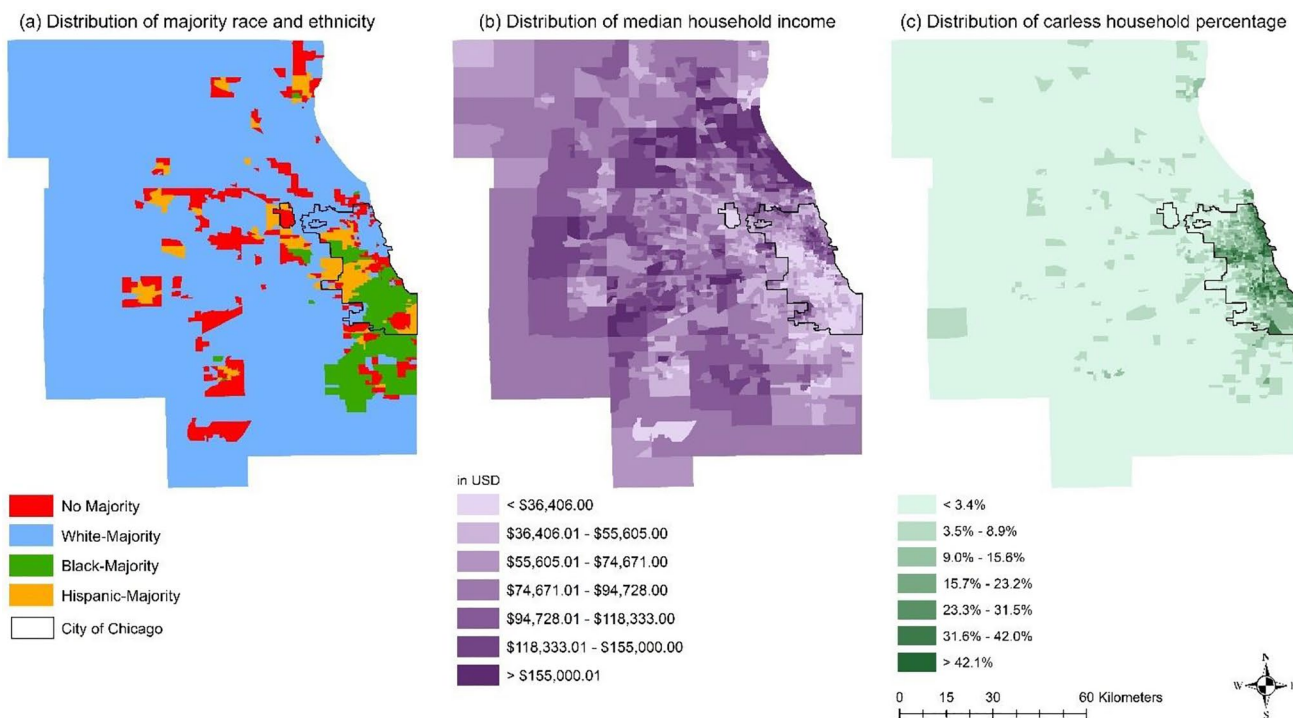 (a) Distribution of majority race and ethnicity
(b) Distribution of median household income
(c) Distribution of carless household percentage
No Majority
White-Majority
Black-Majority
Hispanic-Majority
City of Chicago
in USD
< $36,406.00
$36,406.01 - $55,605.00
$55,605.01 - $74,671.00
$74,671.01 - $94,728.00
$94,728.01 - $118,333.00
$118,333.01 - $155,000.00
> $155,000.01
< 3.4%
3.5% - 8.9%
9.0% - 15.6%
15.7% - 23.2%
23.3% - 31.5%
31.6% - 42.0%
> 42.1%
0 15 30 60 Kilometers
N
W E
S